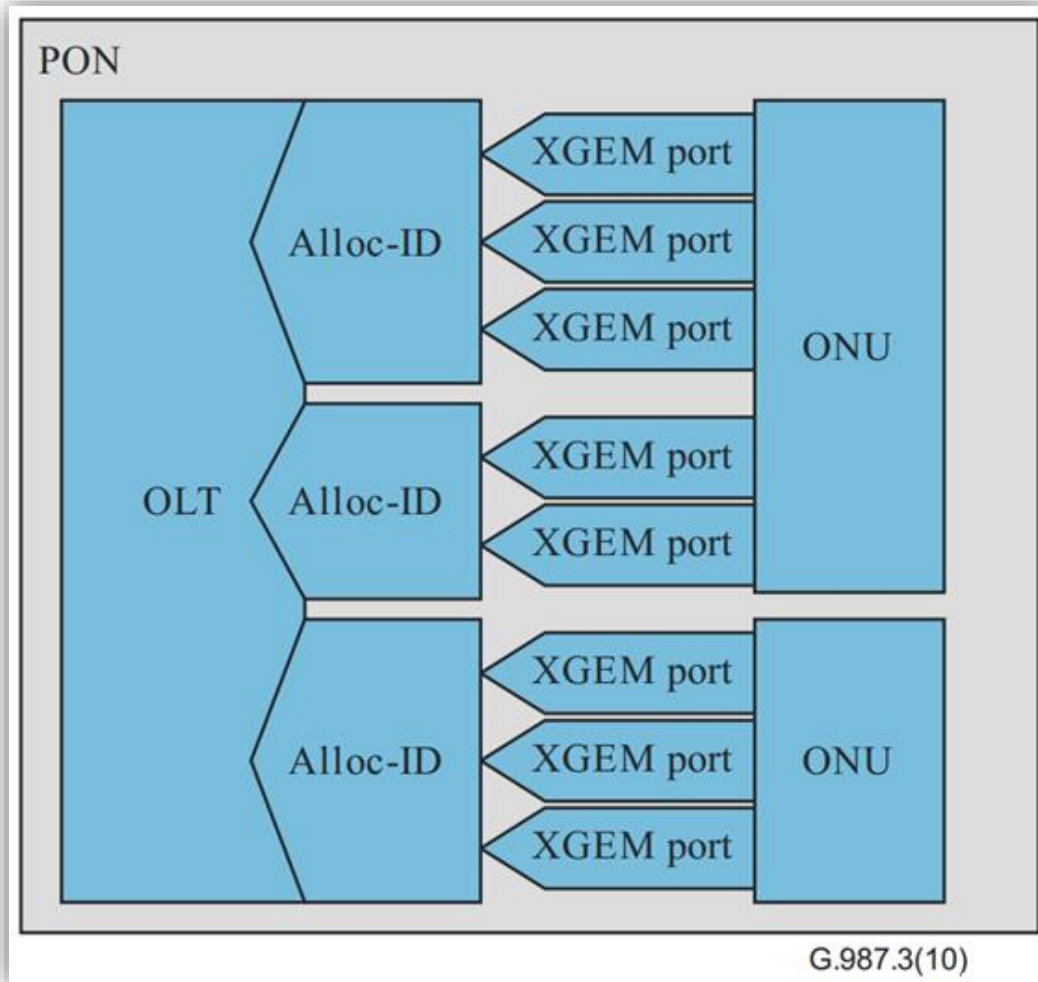 PON
XGEM port
Alloc-ID
XGEM port
XGEM port
ONU
XGEM port
OLT
Alloc-ID
XGEM port
XGEM port
Alloc-ID
XGEM port
ONU
XGEM port
G.987.3(10)